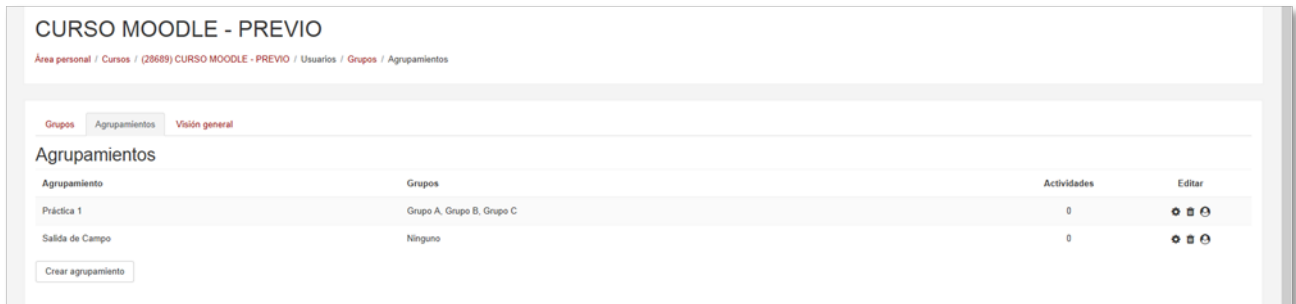 CURSO MOODLE - PREVIO
Área personal / Cursos / (28689) CURSO MOODLE - PREVIO / Usuarios / Grupos / Agrupamientos
Grupos Agrupamientos Visión general
Agrupamientos
Agrupamiento Grupos Actividades Editar
Práctica 1 Grupo A, Grupo B, Grupo C 0
Salida de Campo Ninguno 0
Crear agrupamiento